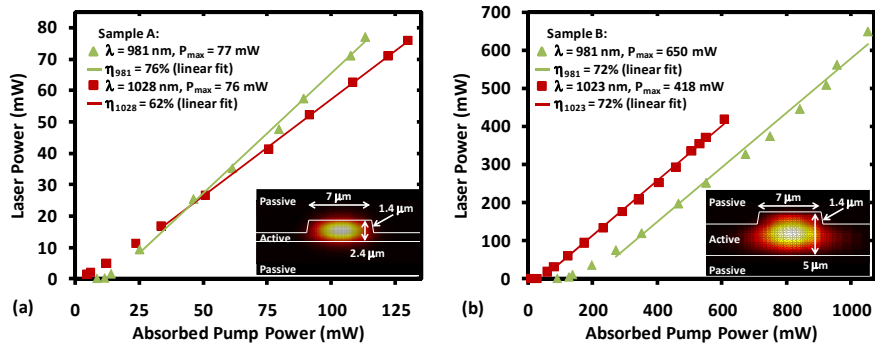 Sample A:
λ = 981 nm, Pmax = 77 mW
η981 = 76% (linear fit)
λ = 1028 nm, Pmax = 76 mW
η1028 = 62% (linear fit)
Laser Power (mW)
80
70
60
50
40
30
20
10
0
0
25
50
75
100
125
Absorbed Pump Power (mW)
Passive
Active
Passive
7 µm
1.4 µm
2.4 µm
(a)
Sample B:
λ = 981 nm, Pmax = 650 mW
η981 = 72% (linear fit)
λ = 1023 nm, Pmax = 418 mW
η1023 = 72% (linear fit)
Laser Power (mW)
700
600
500
400
300
200
100
0
0
200
400
600
800
1000
Absorbed Pump Power (mW)
Passive
Active
Passive
7 µm
1.4 µm
5 µm
(b)